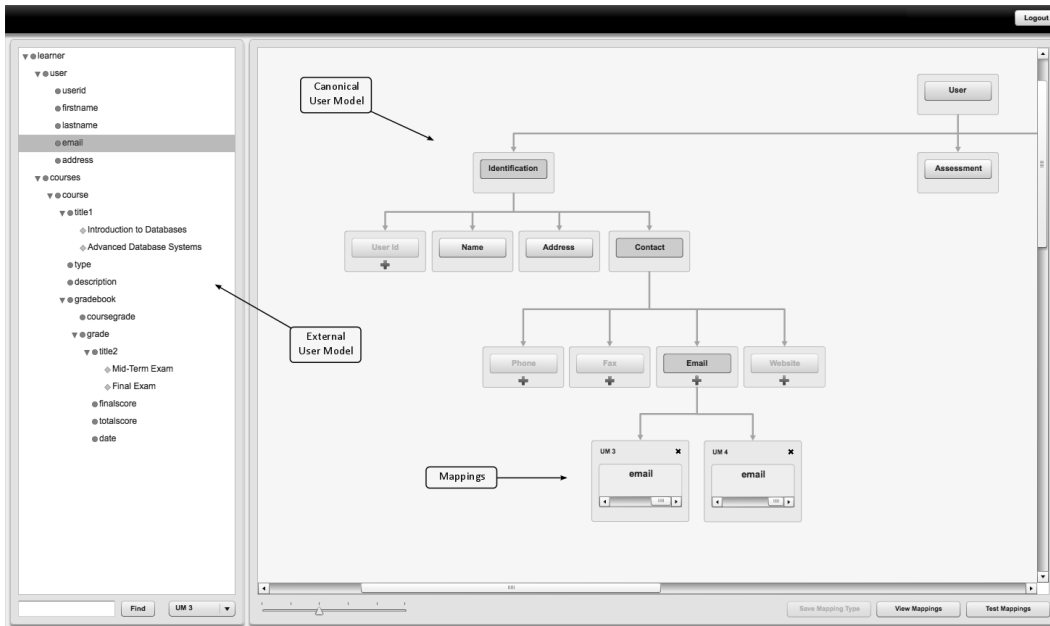 Logout
learner
user
userid
firstname
lastname
email
address
courses
course
title1
Introduction to Databases
Advanced Database Systems
type
description
gradebook
coursegrade
grade
title2
Mid-Term Exam
Final Exam
finalscore
totalscore
date
Find
UM 3
Canonical
User Model
External
User Model
Mappings
User
Identification
Assessment
User Id
Name
Address
Contact
Phone
Fax
Email
Website
UM 3
email
UM 4
email
Save Mapping Type
View Mappings
Test Mappings